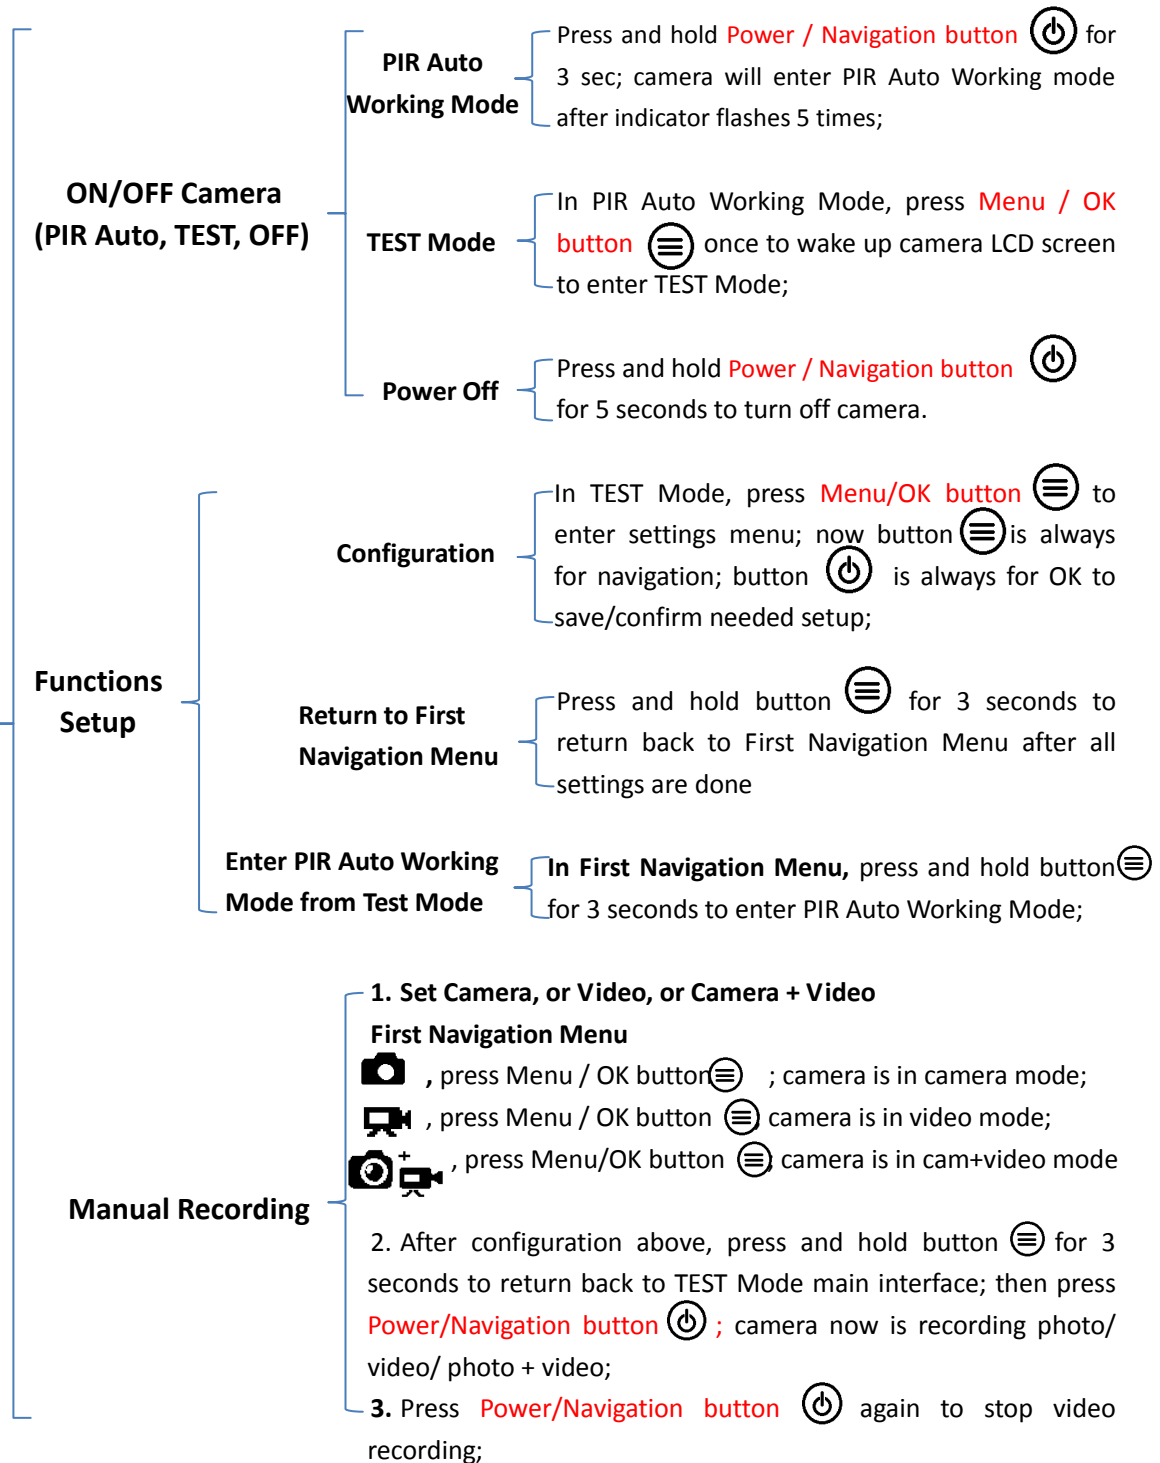 PIR Auto
Working Mode
Press and hold Power / Navigation button for
3 sec; camera will enter PIR Auto Working mode
after indicator flashes 5 times;
ON/OFF Camera
(PIR Auto, TEST, OFF)
TEST Mode
In PIR Auto Working Mode, press Menu / OK
button once to wake up camera LCD screen
to enter TEST Mode;
Power Off
Press and hold Power / Navigation button
for 5 seconds to turn off camera.
Functions
Setup
Configuration
In TEST Mode, press Menu/OK button to
enter settings menu; now button is always
for navigation; button is always for OK to
save/confirm needed setup;
Return to First
Navigation Menu
Press and hold button for 3 seconds to
return back to First Navigation Menu after all
settings are done
Enter PIR Auto Working
Mode from Test Mode
In First Navigation Menu, press and hold button
for 3 seconds to enter PIR Auto Working Mode;
Manual Recording
1. Set Camera, or Video, or Camera + Video
First Navigation Menu
, press Menu / OK button ; camera is in camera mode;
, press Menu / OK button camera is in video mode;
+ , press Menu/OK button camera is in cam+video mode
2. After configuration above, press and hold button for 3
seconds to return back to TEST Mode main interface; then press
Power/Navigation button ; camera now is recording photo/
video/ photo + video;
3. Press Power/Navigation button again to stop video
recording;